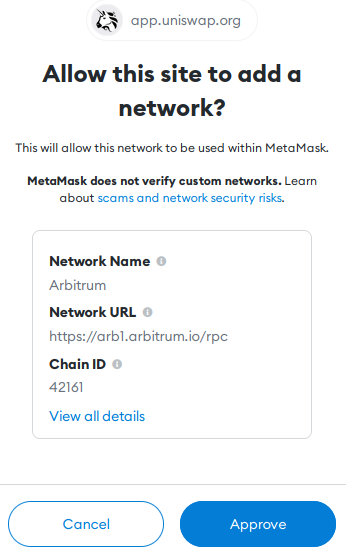 app.uniswap.org
Allow this site to add a
network?
This will allow this network to be used within MetaMask.
MetaMask does not verify custom networks. Learn
about scams and network security risks.
Network Name
Arbitrum
Network URL
https://arb1.arbitrum.io/rpc
Chain ID
42161
View all details
Cancel
Approve